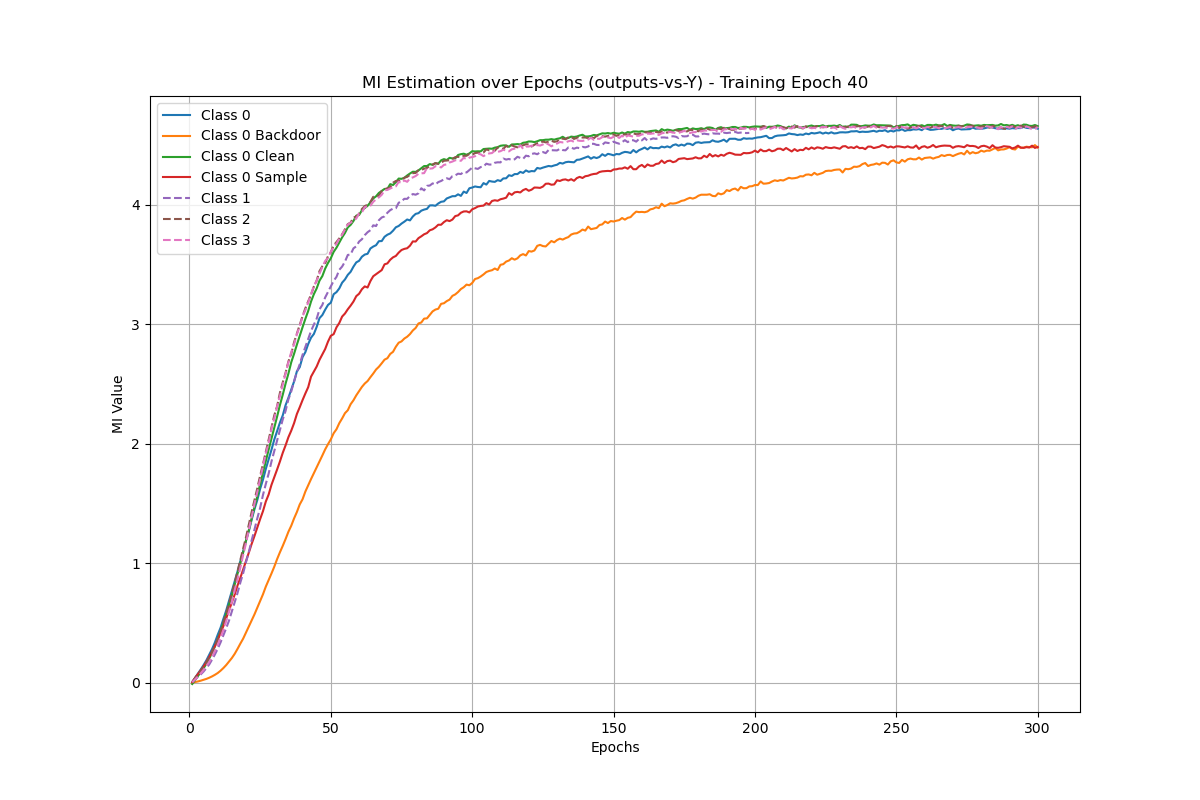 MI Estimation over Epochs (outputs-vs-Y) - Training Epoch 40
Class 0
Class 0 Backdoor
Class 0 Clean
Class 0 Sample
Class 1
Class 2
Class 3
MI Value
4
3
2
1
0
0 50 100 150 200 250 300
Epochs